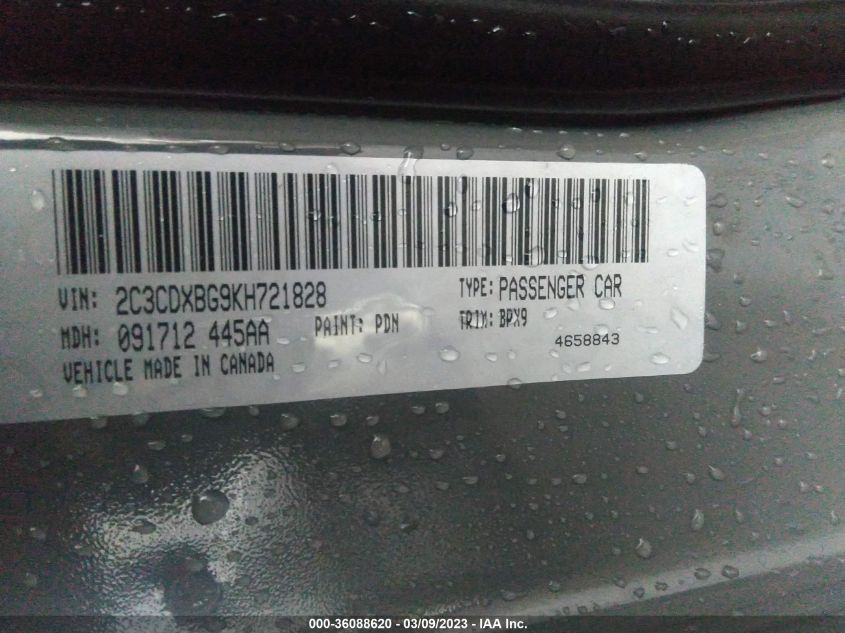 VIN: 2C3CDXBG9KH721828 TYPE: PASSENGER CAR
MDH: 091712 445AA PAINT: PDN TRIM: BPX9
4658843
VEHICLE MADE IN CANADA
000-36088620 - 03/09/2023 - IAA Inc.